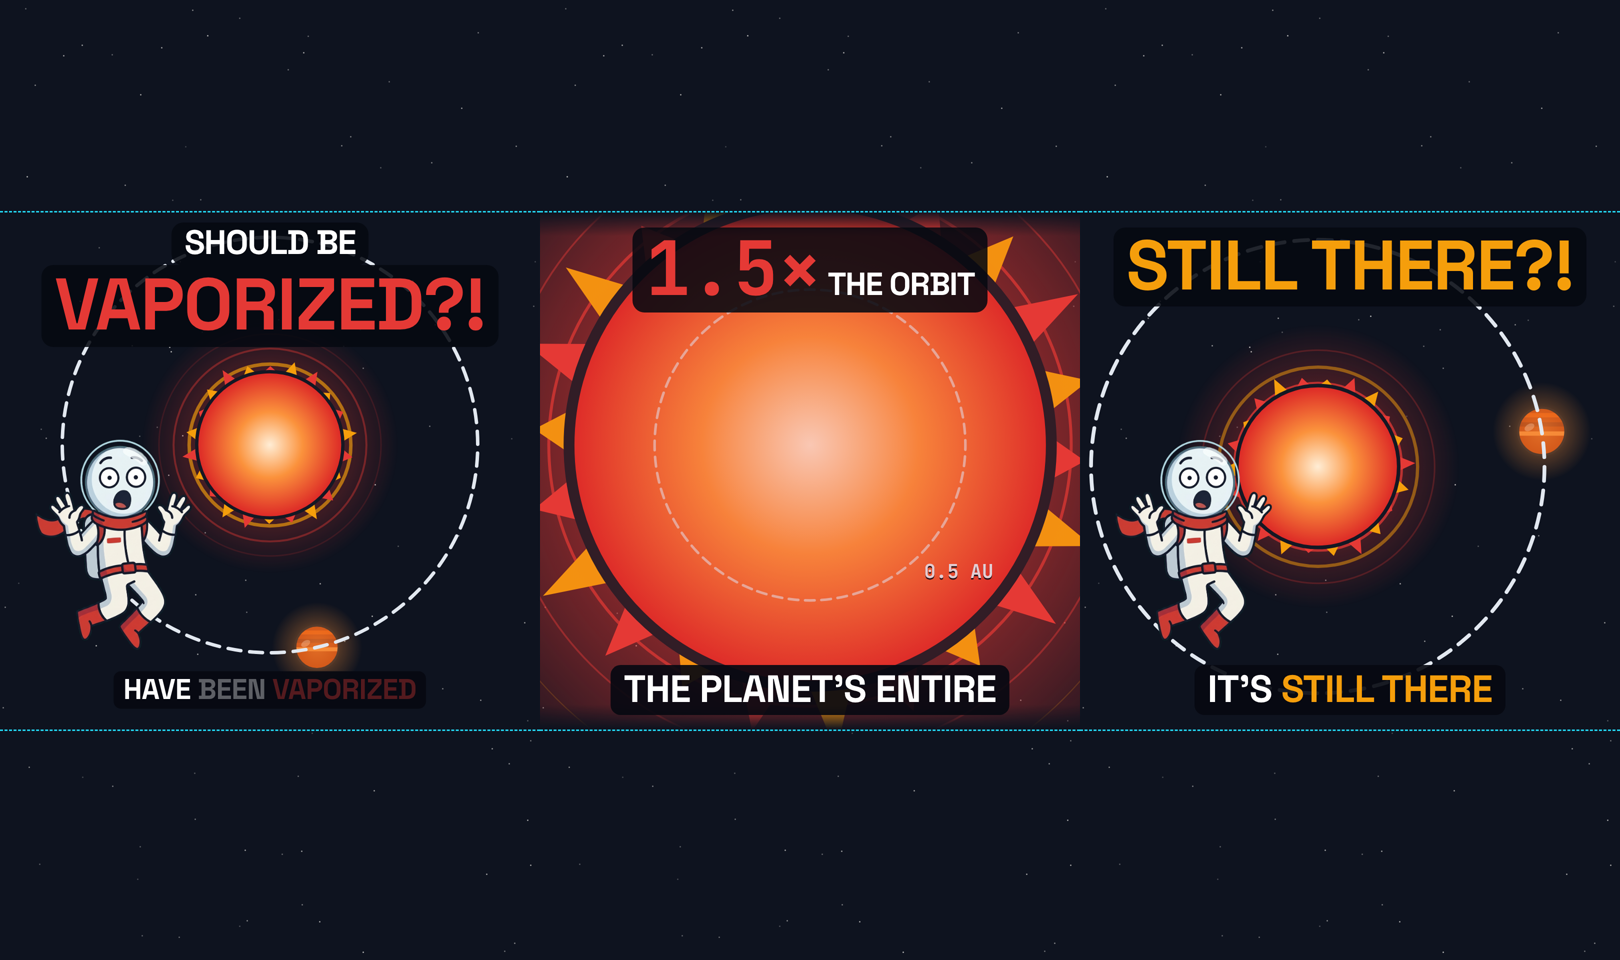 SHOULD BE
VAPORIZED?!
HAVE BEEN VAPORIZED
1.5× THE ORBIT
0.5 AU
THE PLANET'S ENTIRE
STILL THERE?!
IT'S STILL THERE